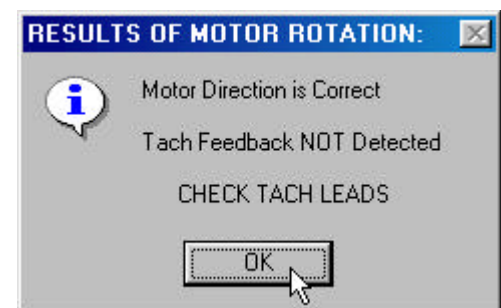 RESULTS OF MOTOR ROTATION:
Motor Direction is Correct
Tach Feedback NOT Detected
CHECK TACH LEADS
OK